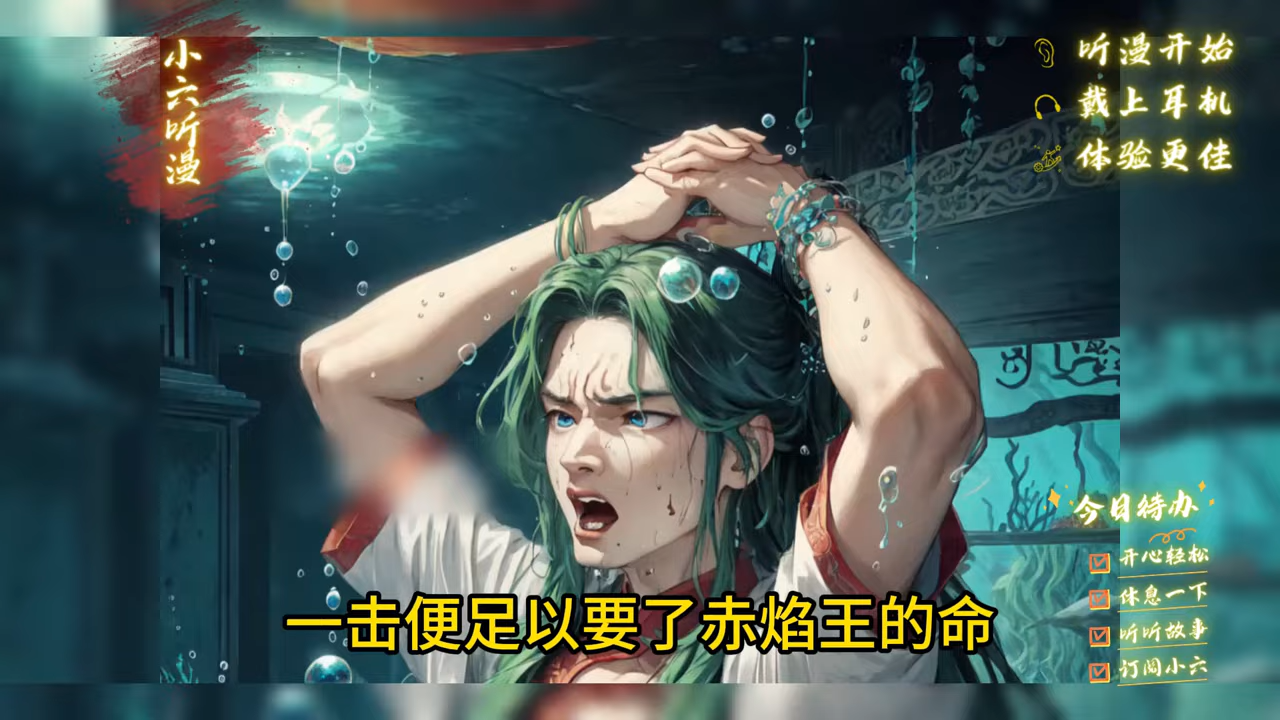 小六听漫
听漫开始
戴上耳机
体验更佳
今日待办
开心轻松
休息一下
听听故事
订阅小六
一击便足以要了赤焰王的命